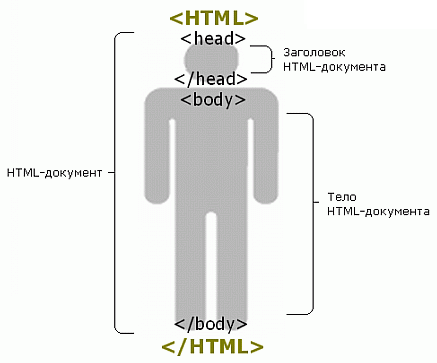 <HTML>
<head>
Заголовок
HTML-документа
</head>
<body>
HTML-документ
Тело
HTML-документа
</body>
</HTML>